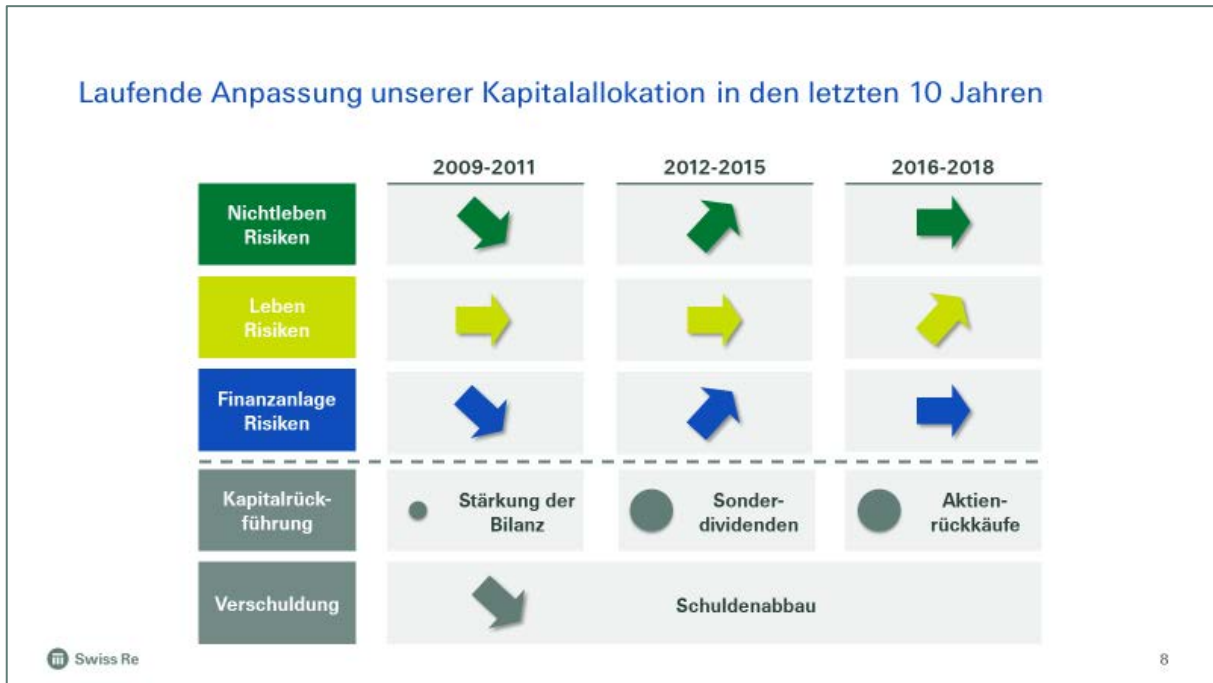 Laufende Anpassung unserer Kapitalallokation in den letzten 10 Jahren
2009-2011
2012-2015
2016-2018
Nichtleben
Risiken
Leben
Risiken
Finanzanlage
Risiken
Kapitalrück-
führung
Stärkung der
Bilanz
Sonder-
dividenden
Aktien-
rückkäufe
Verschuldung
Schuldenabbau
Swiss Re
8